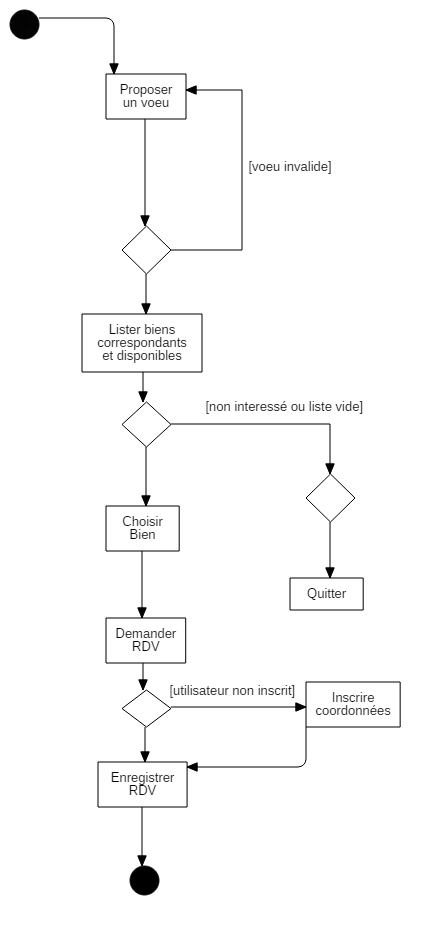 Proposer
un voeu
[voeu invalide]
Lister biens
correspondants
et disponibles
[non interessé ou liste vide]
Choisir
Bien
Quitter
Demander
RDV
[utilisateur non inscrit]
Inscrire
coordonnées
Enregistrer
RDV